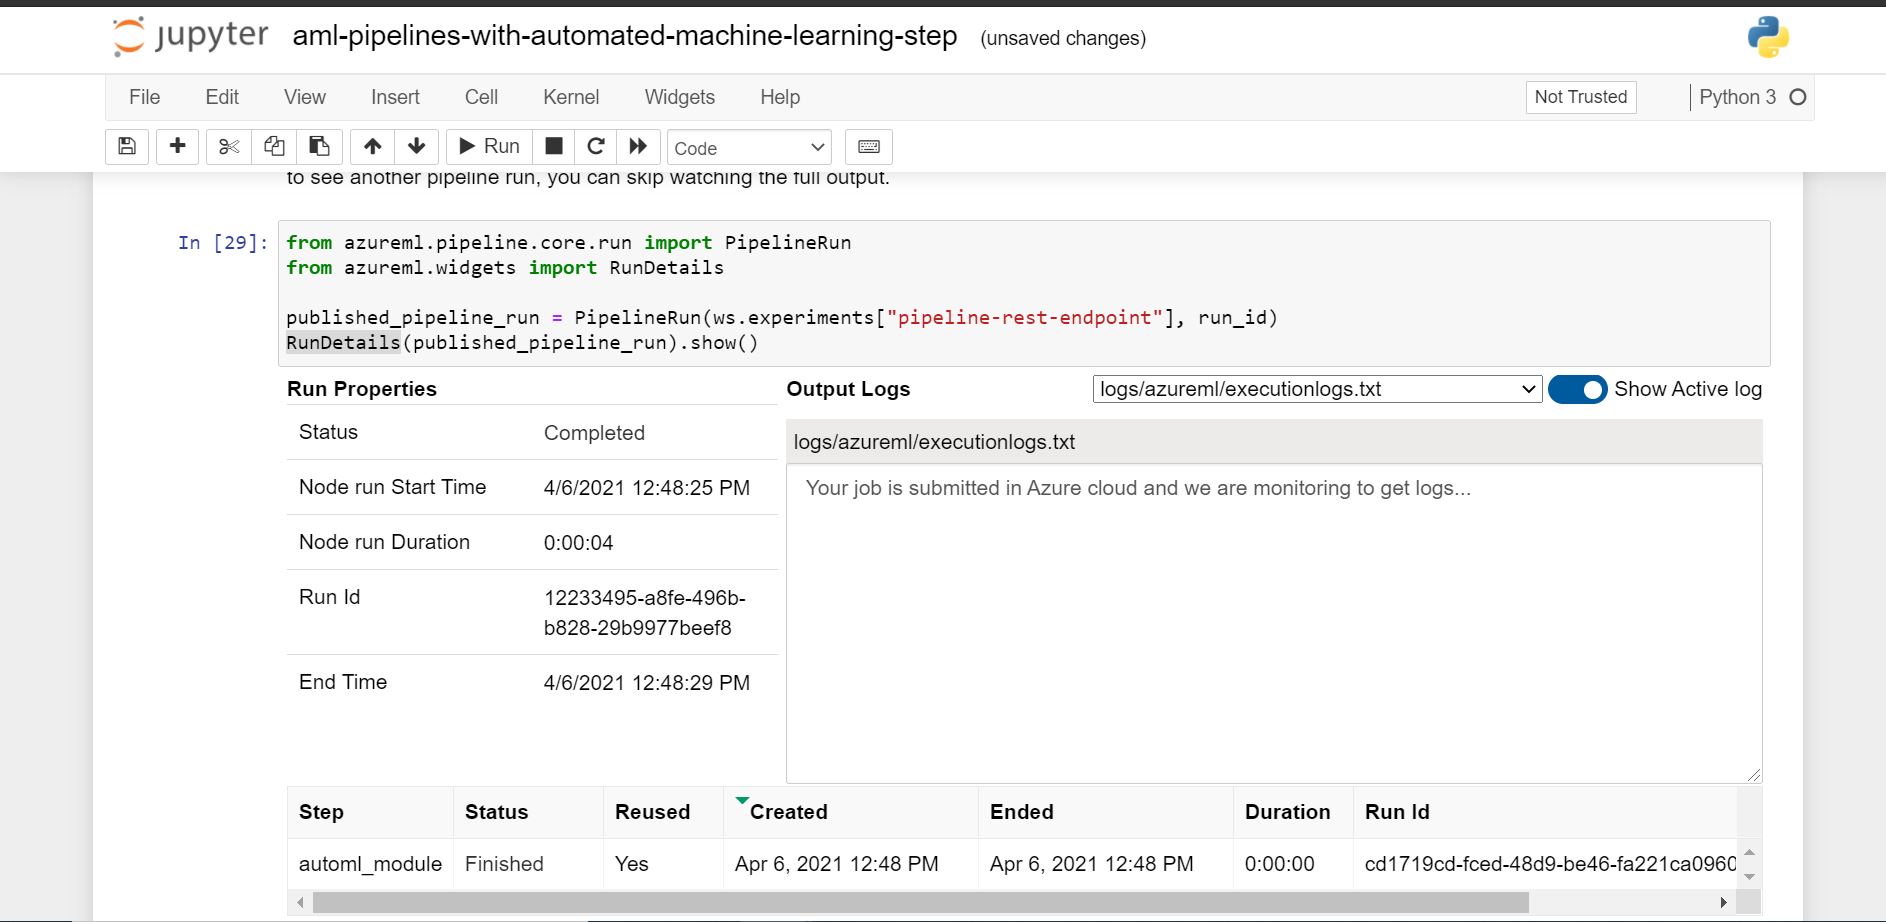 jupyter aml-pipelines-with-automated-machine-learning-step (unsaved changes)
File Edit View Insert Cell Kernel Widgets Help Not Trusted Python 3
Run Code
to see another pipeline run, you can skip watching the full output.
In [29]: from azureml.pipeline.core.run import PipelineRun
from azureml.widgets import RunDetails
published_pipeline_run = PipelineRun(ws.experiments["pipeline-rest-endpoint"], run_id)
RunDetails(published_pipeline_run).show()
Run Properties
Status Completed
Node run Start Time 4/6/2021 12:48:25 PM
Node run Duration 0:00:04
Run Id 12233495-a8fe-496b-
b828-29b9977beef8
End Time 4/6/2021 12:48:29 PM
Output Logs logs/azureml/executionlogs.txt Show Active log
logs/azureml/executionlogs.txt
Your job is submitted in Azure cloud and we are monitoring to get logs...
Step Status Reused Created Ended Duration Run Id
automl_module Finished Yes Apr 6, 2021 12:48 PM Apr 6, 2021 12:48 PM 0:00:00 cd1719cd-fced-48d9-be46-fa221ca0960